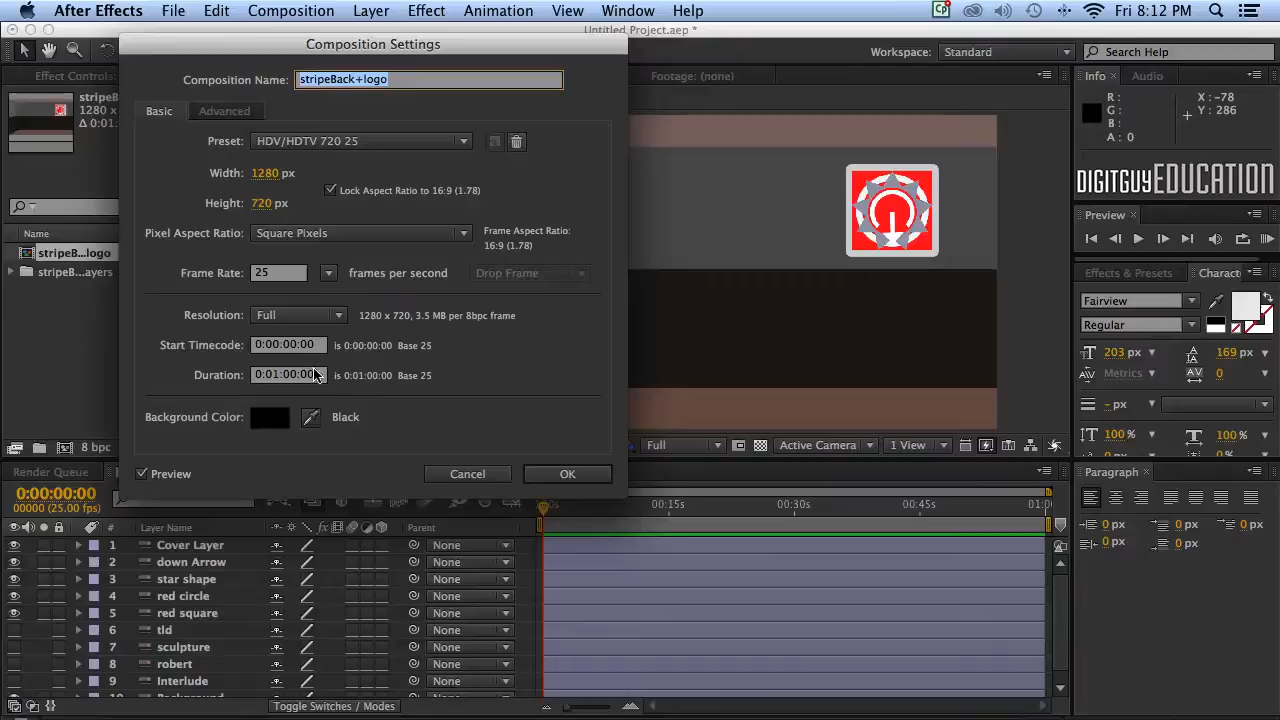 After Effects File Edit Composition Layer Effect Animation View Window Help Fri 8:12 PM
Untitled Project.aep *
Workspace: Standard Search Help
Composition Settings
Composition Name: stripeBack+logo
Basic Advanced
Preset: HDV/HDTV 720 25
Width: 1280 px
Lock Aspect Ratio to 16:9 (1.78)
Height: 720 px
Pixel Aspect Ratio: Square Pixels
Frame Aspect Ratio:
16:9 (1.78)
Frame Rate: 25 frames per second Drop Frame
Resolution: Full 1280 x 720, 3.5 MB per 8bpc frame
Start Timecode: 0:00:00:00 is 0:00:00:00 Base 25
Duration: 0:01:00:00 is 0:01:00:00 Base 25
Background Color: Black
Preview Cancel OK
Effect Controls:
stripeB
1280 x
Δ 0:01:
Name
stripeB...logo
stripeB...ayers
8 bpc
Footage: (none)
Full Active Camera 1 View
Info Audio
R: X: -78
G: Y: 286
B:
A: 0
DIGITGUYEDUCATION
Preview
Effects & Presets Charact
Fairview
Regular
203 px 169 px
Metrics 0
- px
100 % 100 %
Paragraph
0 px 0 px 0 px
0 px 0 px
Render Queue
0:00:00:00
00000 (25.00 fps)
00:15s 00:30s 00:45s 01:0
# Layer Name Parent
1 Cover Layer None
2 down Arrow None
3 star shape None
4 red circle None
5 red square None
6 tld None
7 sculpture None
8 robert None
9 Interlude None
10 Background
Toggle Switches / Modes